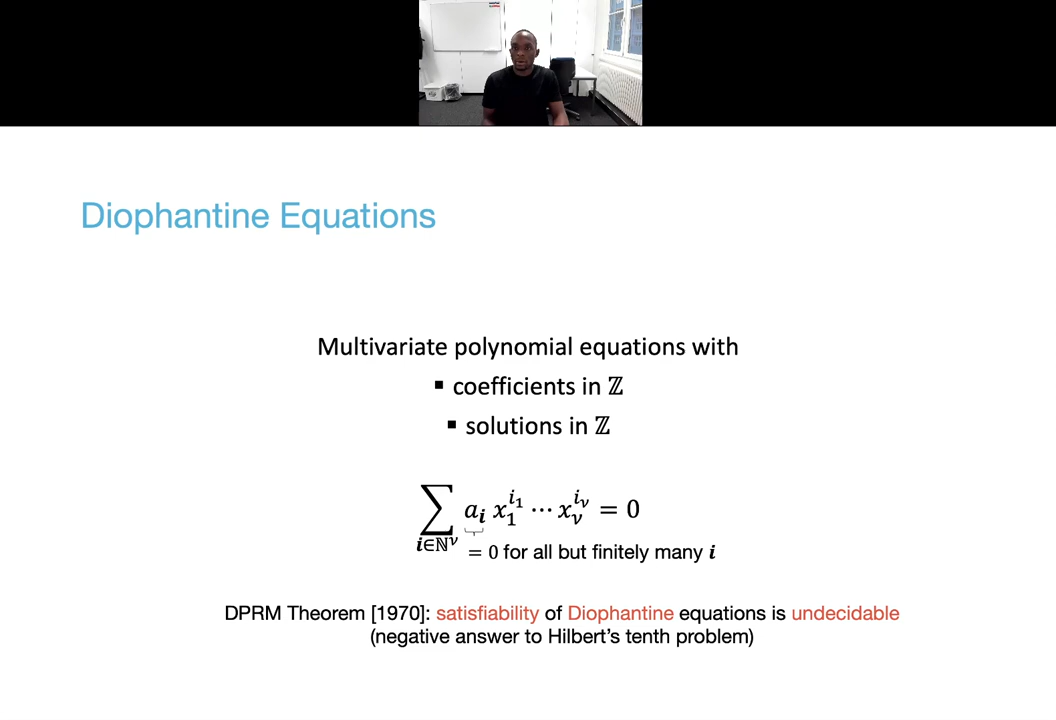 Diophantine Equations
Multivariate polynomial equations with
▪ coefficients in ℤ
▪ solutions in ℤ
∑_{𝒊∈ℕ^ν} a_𝒊 x_1^{i_1} ⋯ x_ν^{i_ν} = 0
= 0 for all but finitely many 𝒊
DPRM Theorem [1970]: satisfiability of Diophantine equations is undecidable
(negative answer to Hilbert’s tenth problem)